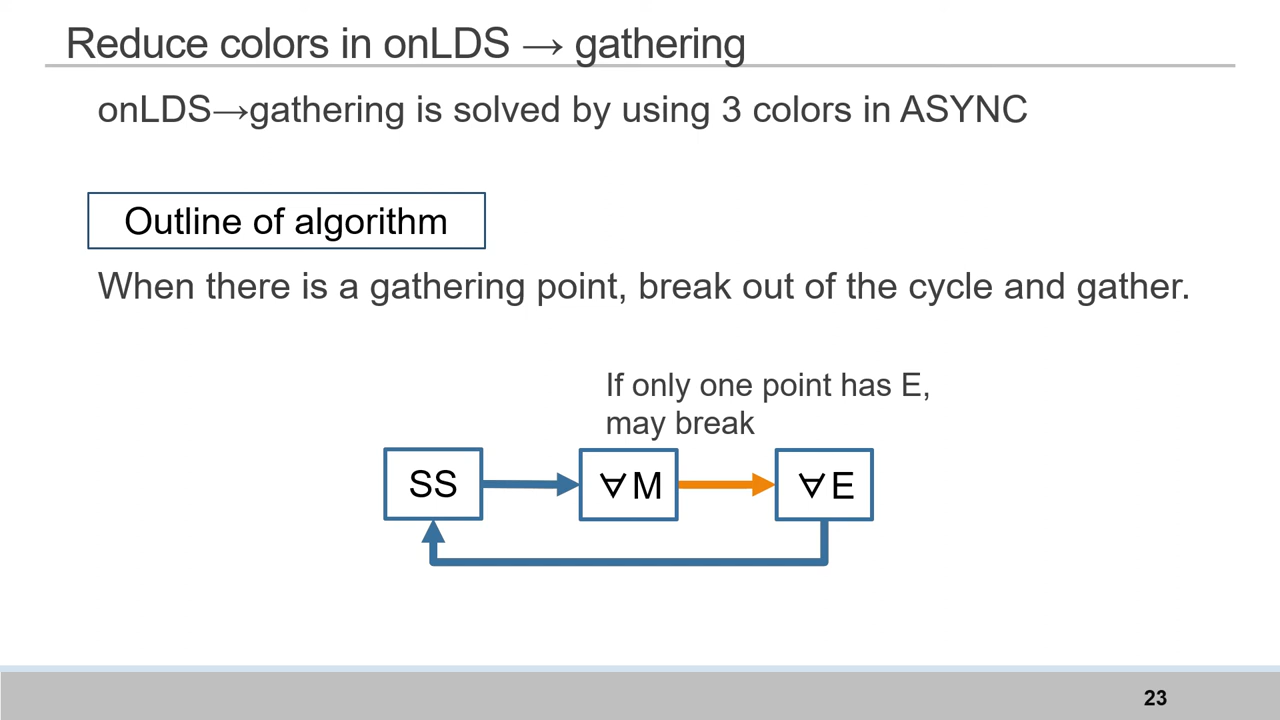 Reduce colors in onLDS → gathering
onLDS→gathering is solved by using 3 colors in ASYNC
Outline of algorithm
When there is a gathering point, break out of the cycle and gather.
If only one point has E,
may break
SS
∀M
∀E
23